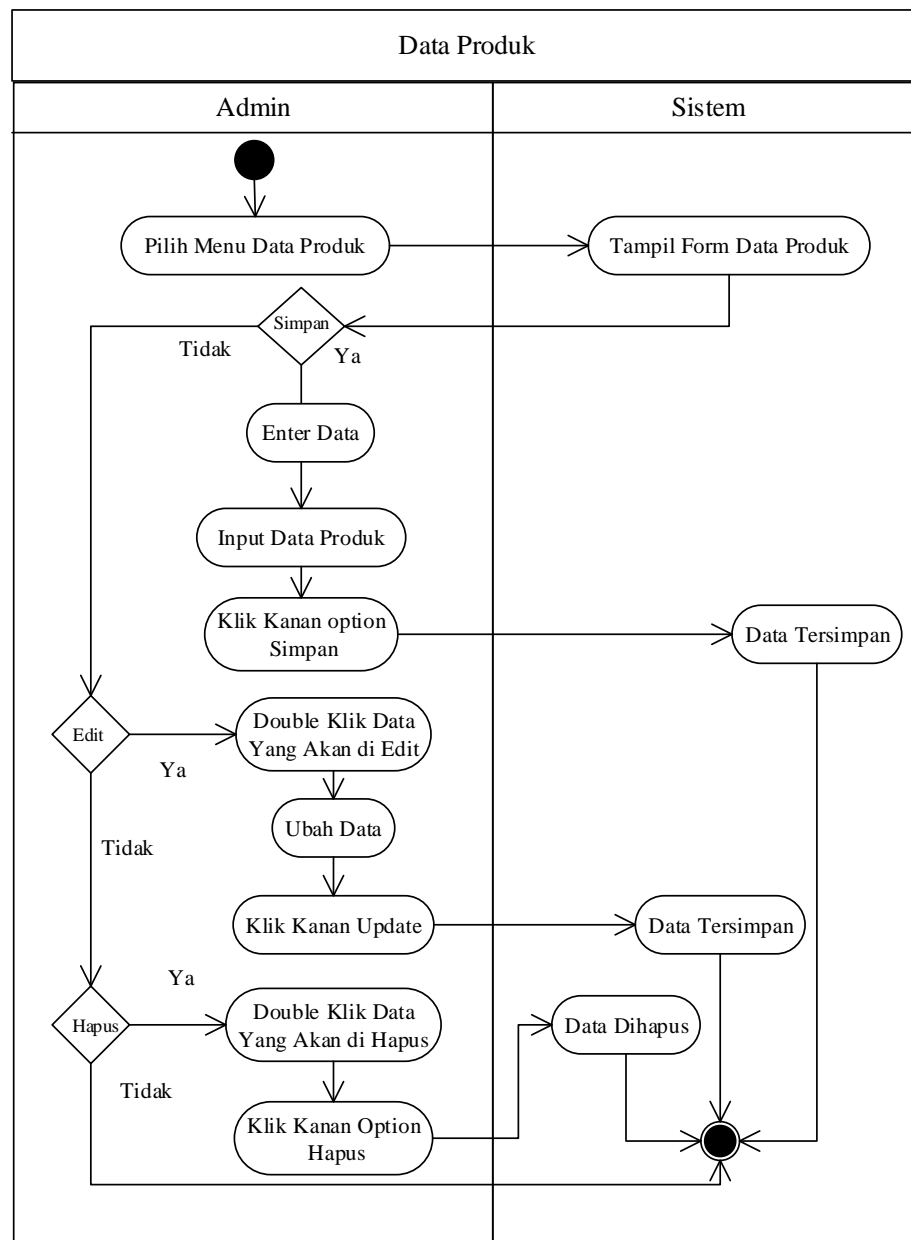 Data Produk
Admin
Sistem
Pilih Menu Data Produk
Tampil Form Data Produk
Simpan
Tidak
Ya
Enter Data
Input Data Produk
Klik Kanan option
Simpan
Data Tersimpan
Edit
Ya
Double Klik Data
Yang Akan di Edit
Tidak
Ubah Data
Klik Kanan Update
Data Tersimpan
Hapus
Ya
Double Klik Data
Yang Akan di Hapus
Data Dihapus
Tidak
Klik Kanan Option
Hapus